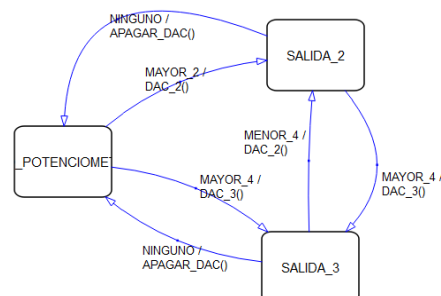 NINGUNO /
APAGAR_DAC()
SALIDA_2
MAYOR_2 /
DAC_2()
MENOR_4 /
DAC_2()
_POTENCIOME
MAYOR_4 /
DAC_3()
MAYOR_4 /
DAC_3()
NINGUNO /
APAGAR_DAC()
SALIDA_3